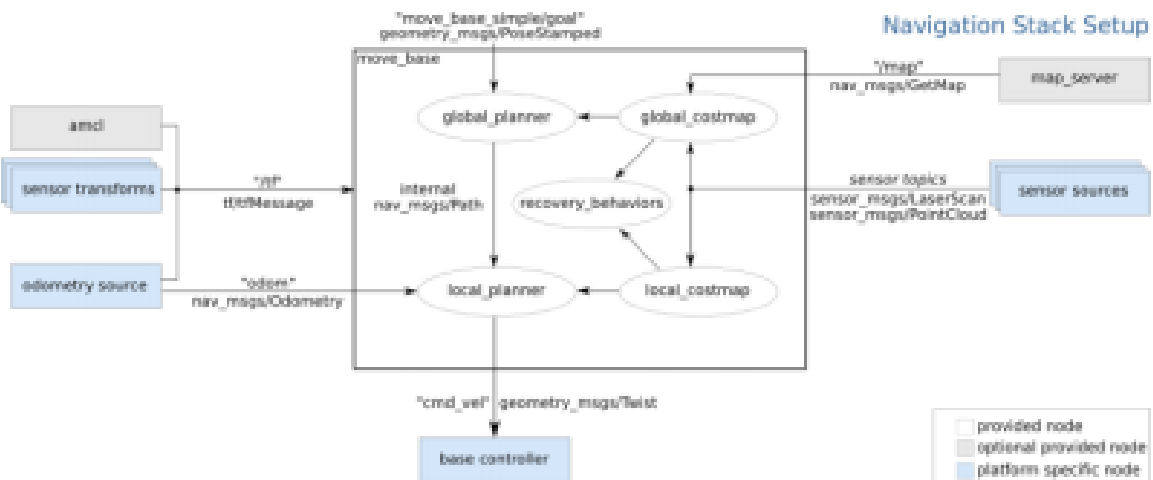 "move_base_simple/goal"
geometry_msgs/PoseStamped
Navigation Stack Setup
move_base
"/map"
nav_msgs/GetMap
map_server
global_planner
global_costmap
amcl
sensor transforms
"/tf"
tf/tfMessage
internal
nav_msgs/Path
recovery_behaviors
sensor topics
sensor_msgs/LaserScan
sensor_msgs/PointCloud
sensor sources
odometry source
"odom"
nav_msgs/Odometry
local_planner
local_costmap
"cmd_vel" geometry_msgs/Twist
base controller
provided node
optional provided node
platform specific node